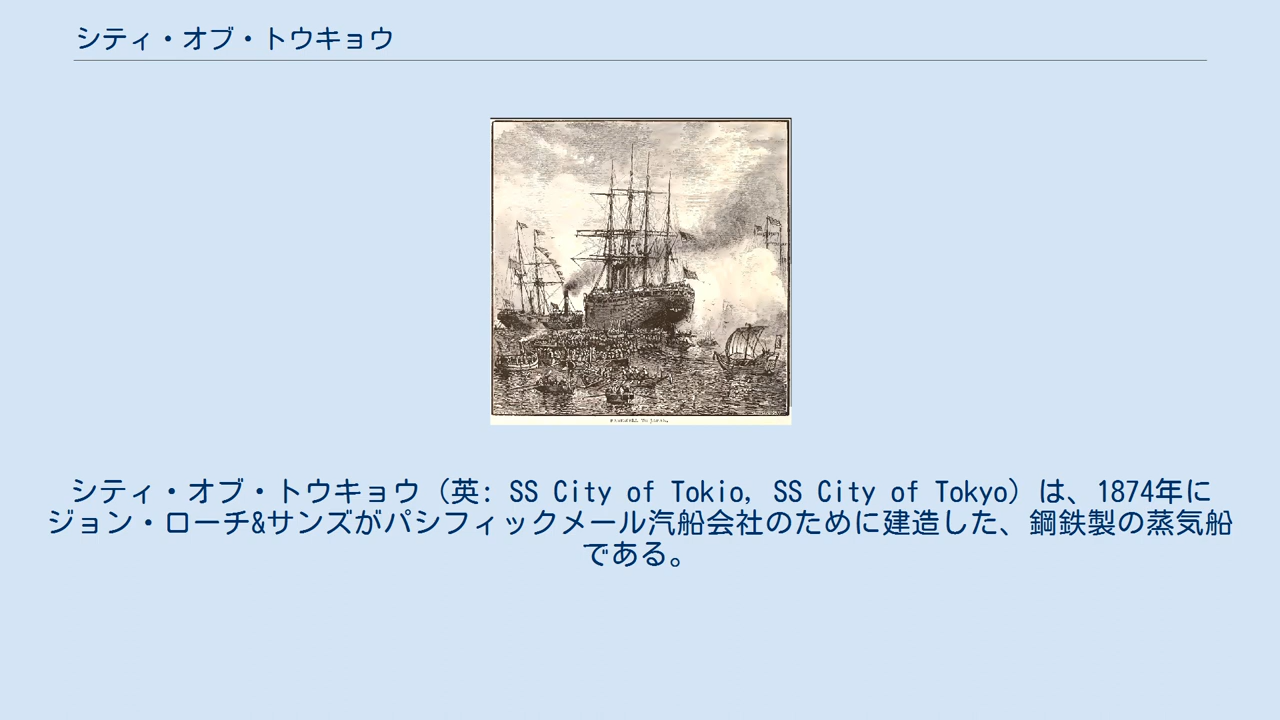 シティ・オブ・トウキョウ
FAREWELL TO JAPAN.
シティ・オブ・トウキョウ（英: SS City of Tokio, SS City of Tokyo）は、1874年に
ジョン・ローチ&サンズがパシフィックメール汽船会社のために建造した、鋼鉄製の蒸気船
である。